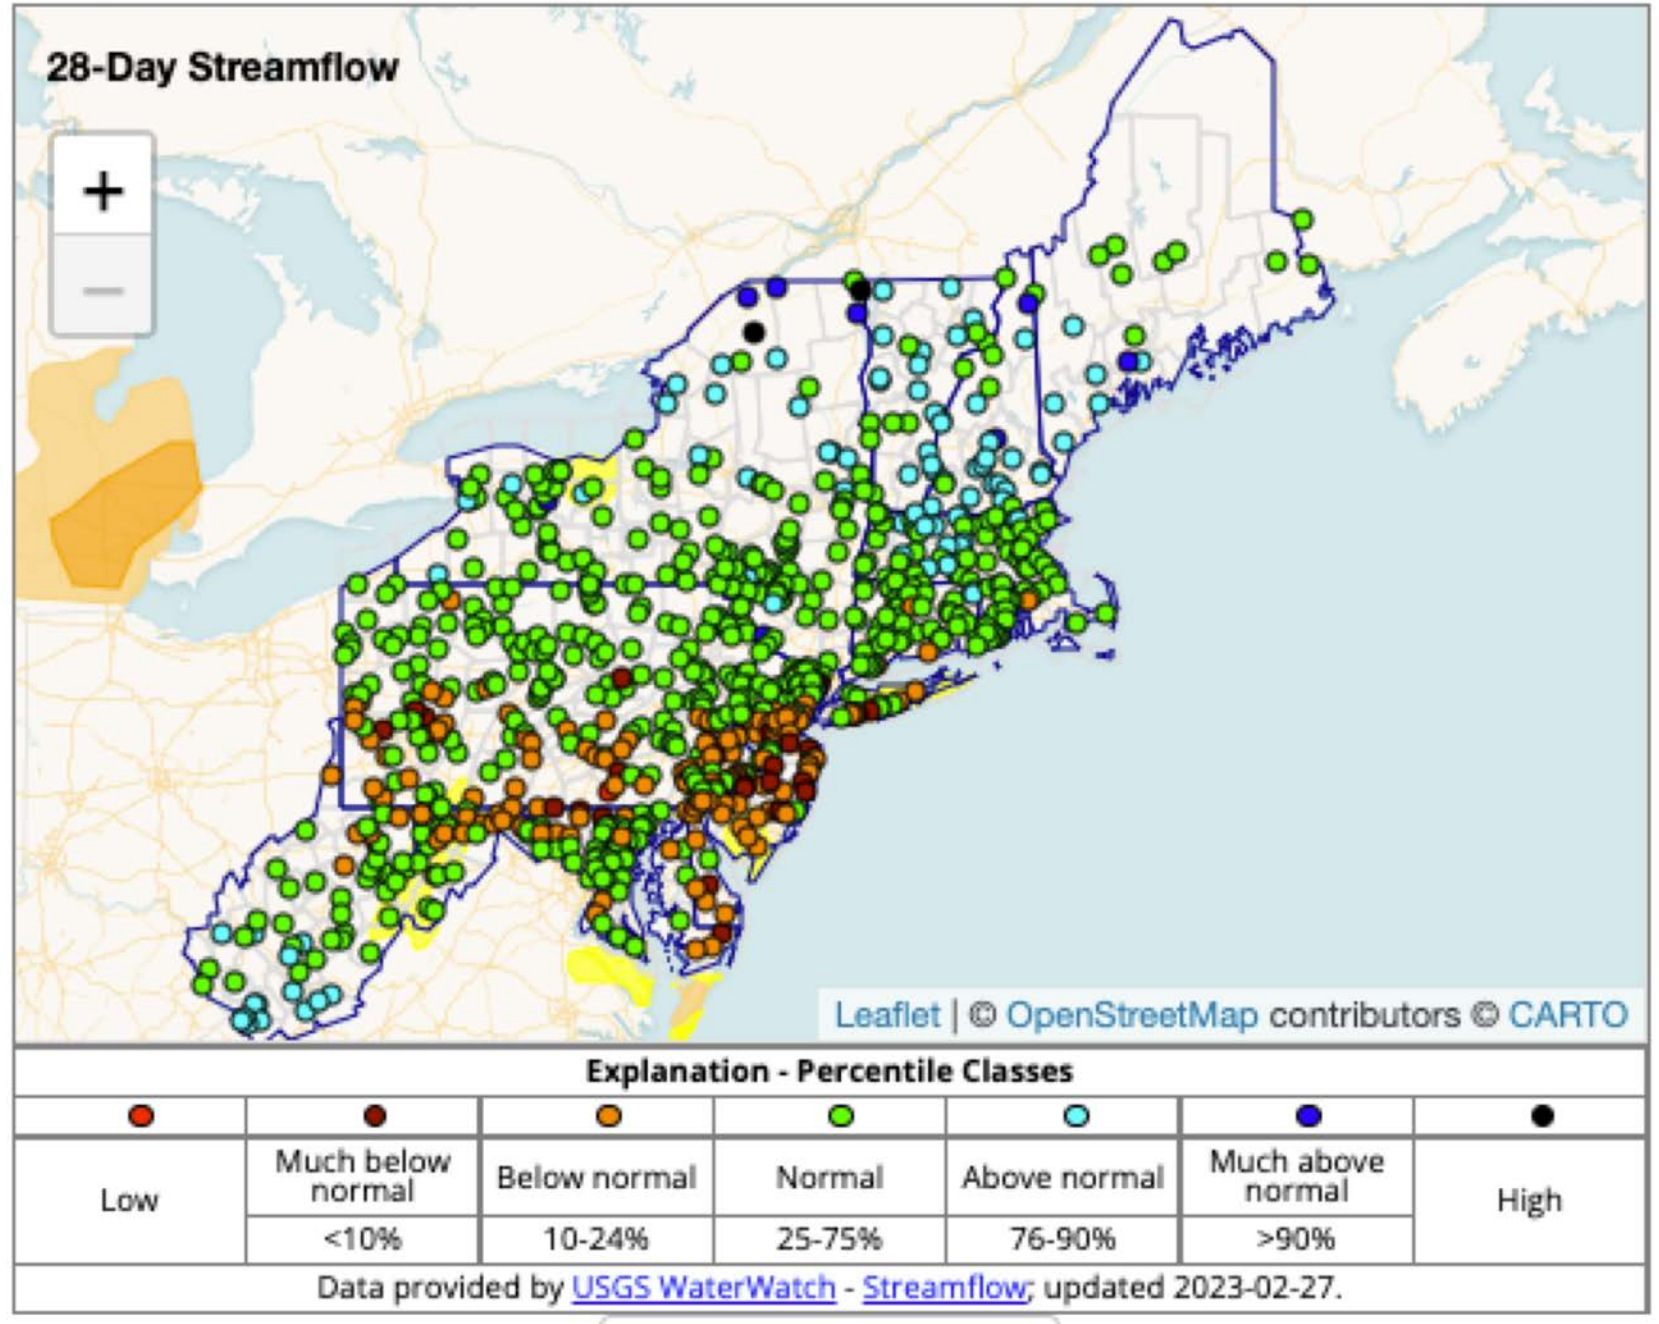 28-Day Streamflow
+
−
Leaflet | © OpenStreetMap contributors © CARTO
Explanation - Percentile Classes
Low
Much below
normal
<10%
Below normal
10-24%
Normal
25-75%
Above normal
76-90%
Much above
normal
>90%
High
Data provided by USGS WaterWatch - Streamflow; updated 2023-02-27.